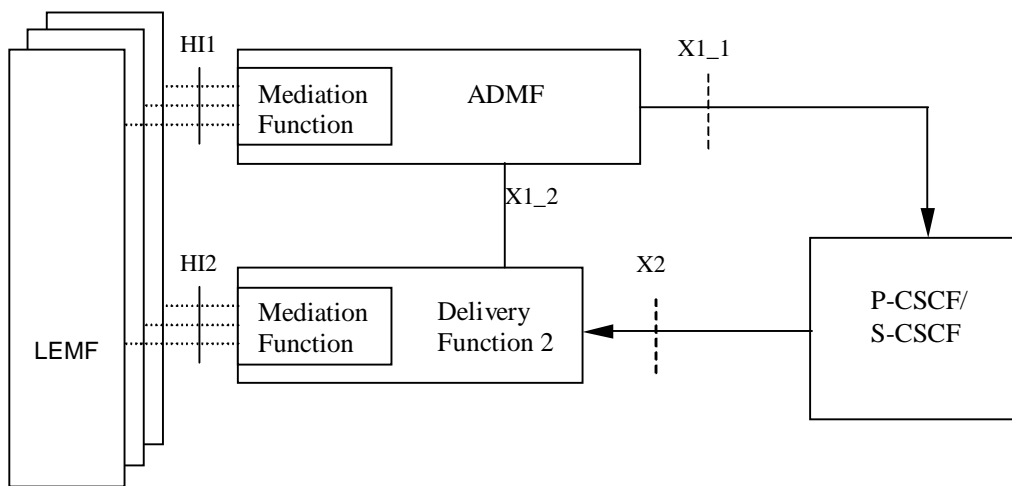 HI1
X1_1
Mediation
Function
ADMF
X1_2
HI2
X2
Mediation
Function
Delivery
Function 2
P-CSCF/
S-CSCF
LEMF